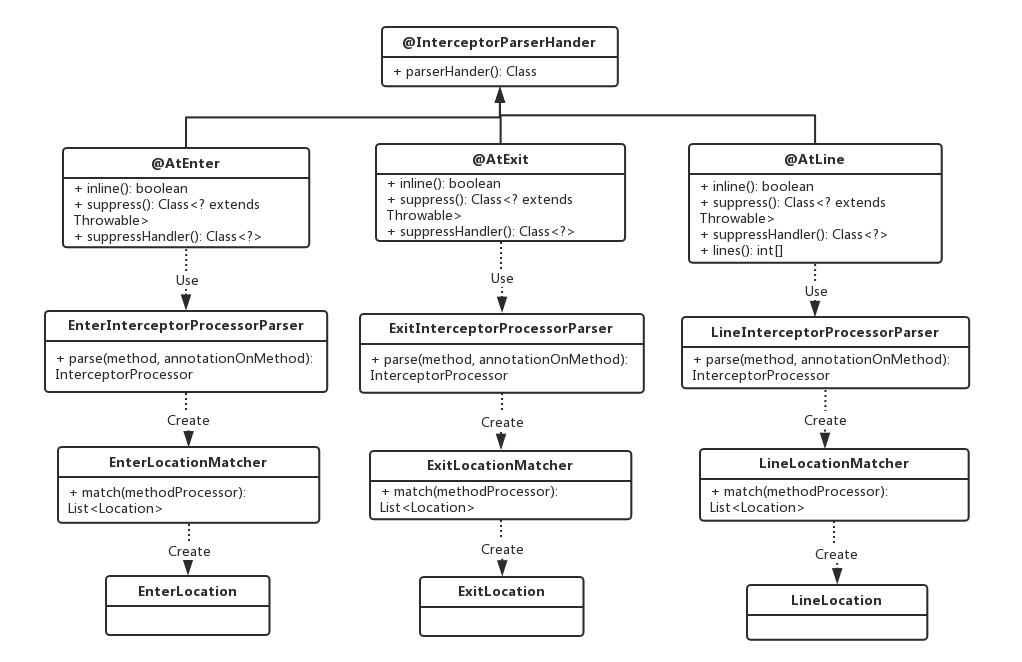 @InterceptorParserHander
+ parserHander(): Class
@AtEnter
+ inline(): boolean
+ suppress(): Class<? extends
Throwable>
+ suppressHandler(): Class<?>
@AtExit
+ inline(): boolean
+ suppress(): Class<? extends
Throwable>
+ suppressHandler(): Class<?>
@AtLine
+ inline(): boolean
+ suppress(): Class<? extends
Throwable>
+ suppressHandler(): Class<?>
+ lines(): int[]
Use
Use
Use
EnterInterceptorProcessorParser
+ parse(method, annotationOnMethod):
InterceptorProcessor
ExitInterceptorProcessorParser
+ parse(method, annotationOnMethod):
InterceptorProcessor
LineInterceptorProcessorParser
+ parse(method, annotationOnMethod):
InterceptorProcessor
Create
Create
Create
EnterLocationMatcher
+ match(methodProcessor):
List<Location>
ExitLocationMatcher
+ match(methodProcessor):
List<Location>
LineLocationMatcher
+ match(methodProcessor):
List<Location>
Create
Create
Create
EnterLocation
ExitLocation
LineLocation